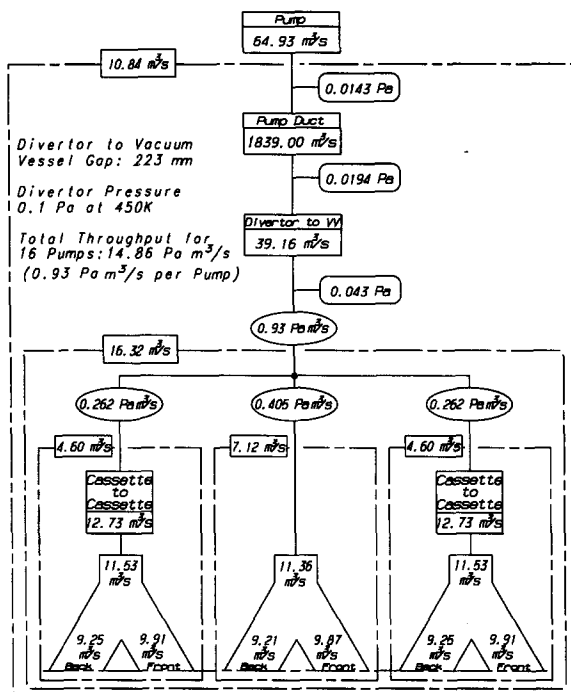 Pump
64.93 m³/s
10.84 m³/s
0.0143 Pa
Pump Duct
1839.00 m³/s
Divertor to Vacuum
Vessel Gap: 223 mm
0.0194 Pa
Divertor Pressure
0.1 Pa at 450K
Divertor to VV
39.16 m³/s
Total Throughput for
16 Pumps: 14.86 Pa m³/s
(0.93 Pa m³/s per Pump)
0.043 Pa
0.93 Pa m³/s
16.32 m³/s
0.262 Pa m³/s
0.405 Pa m³/s
0.262 Pa m³/s
4.60 m³/s
7.12 m³/s
4.60 m³/s
Cassette
to
Cassette
12.73 m³/s
Cassette
to
Cassette
12.73 m³/s
11.53
m³/s
11.36
m³/s
11.53
m³/s
9.25
m³/s
Back
9.91
m³/s
Front
9.21
m³/s
Back
9.87
m³/s
Front
9.25
m³/s
Back
9.91
m³/s
Front